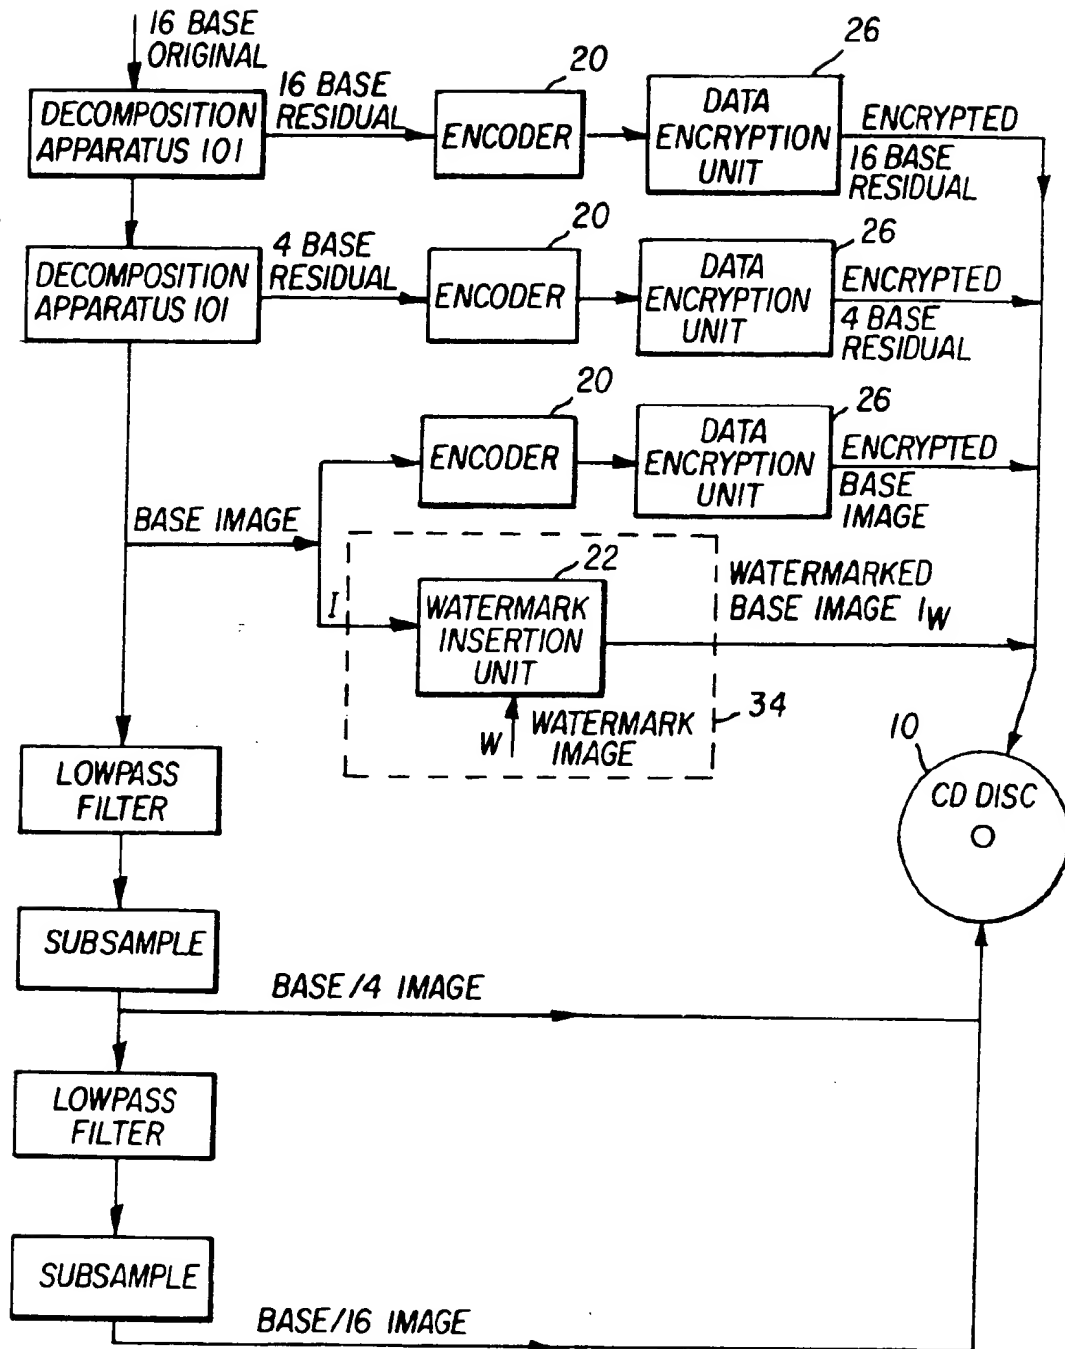 16 BASE
ORIGINAL
DECOMPOSITION
APPARATUS 101
16 BASE
RESIDUAL
20
ENCODER
26
DATA
ENCRYPTION
UNIT
ENCRYPTED
16 BASE
RESIDUAL
DECOMPOSITION
APPARATUS 101
4 BASE
RESIDUAL
20
ENCODER
26
DATA
ENCRYPTION
UNIT
ENCRYPTED
4 BASE
RESIDUAL
20
ENCODER
26
DATA
ENCRYPTION
UNIT
ENCRYPTED
BASE
IMAGE
BASE IMAGE
I
22
WATERMARK
INSERTION
UNIT
W
WATERMARK
IMAGE
34
WATERMARKED
BASE IMAGE IW
10
CD DISC
LOWPASS
FILTER
SUBSAMPLE
BASE/4 IMAGE
LOWPASS
FILTER
SUBSAMPLE
BASE/16 IMAGE